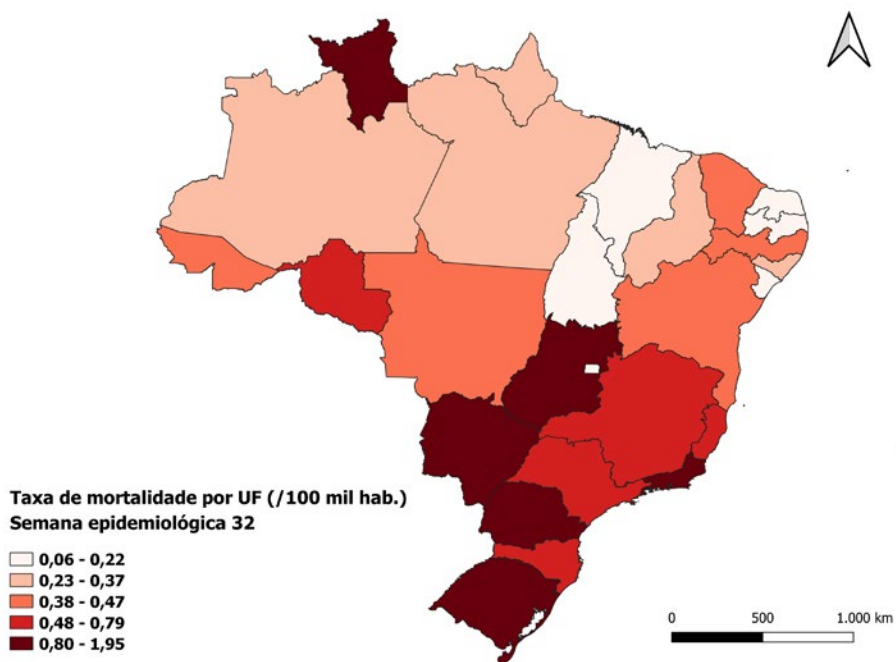 Taxa de mortalidade por UF (/100 mil hab.)
Semana epidemiológica 32
0,06 - 0,22
0,23 - 0,37
0,38 - 0,47
0,48 - 0,79
0,80 - 1,95
0 500 1.000 km